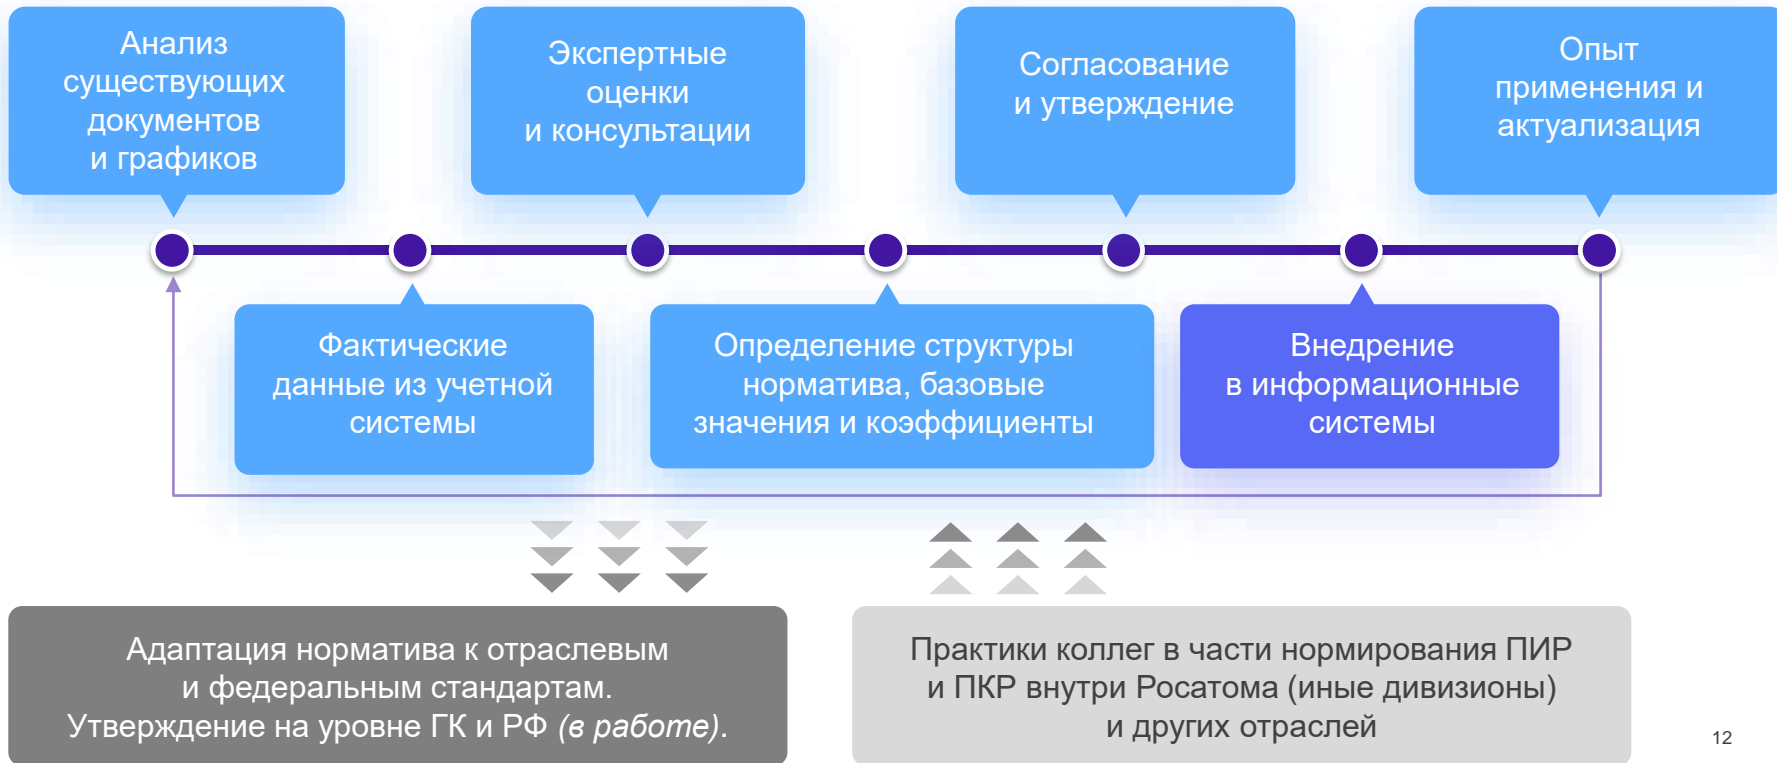 Анализ
существующих
документов
и графиков
Экспертные
оценки
и консультации
Согласование
и утверждение
Опыт
применения и
актуализация
Фактические
данные из учетной
системы
Определение структуры
норматива, базовые
значения и коэффициенты
Внедрение
в информационные
системы
Адаптация норматива к отраслевым
и федеральным стандартам.
Утверждение на уровне ГК и РФ (в работе).
Практики коллег в части нормирования ПИР
и ПКР внутри Росатома (иные дивизионы)
и других отраслей
12